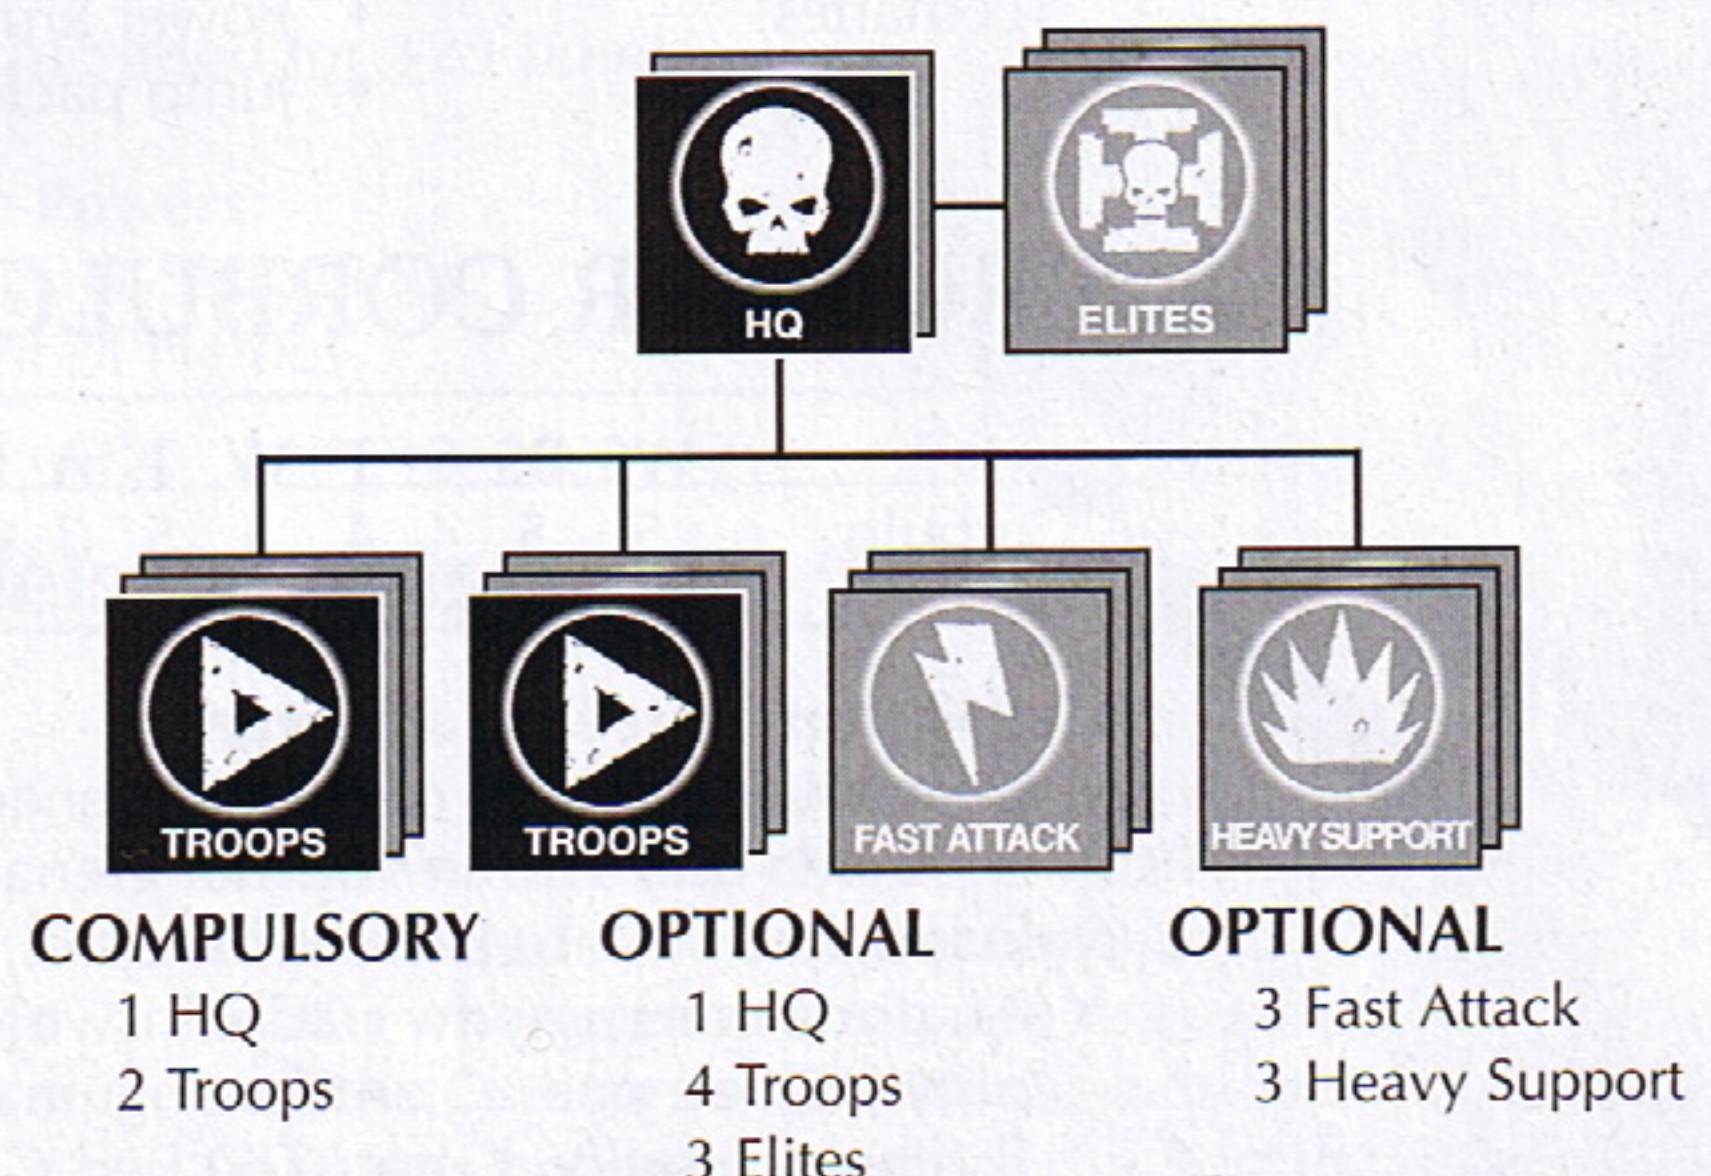 HQ
ELITES
TROOPS
TROOPS
FAST ATTACK
HEAVY SUPPORT
COMPULSORY
1 HQ
2 Troops
OPTIONAL
1 HQ
4 Troops
3 Elites
OPTIONAL
3 Fast Attack
3 Heavy Support